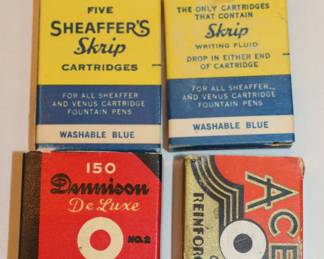 FIVE
SHEAFFER'S
Skrip
CARTRIDGES
FOR ALL SHEAFFER
AND VENUS CARTRIDGE
FOUNTAIN PENS
WASHABLE BLUE
THE ONLY CARTRIDGES
THAT CONTAIN
Skrip
WRITING FLUID
DROP IN EITHER END
OF CARTRIDGE
FOR ALL SHEAFFER
AND VENUS CARTRIDGE
FOUNTAIN PENS
WASHABLE BLUE
150
Dennison
De Luxe
NO. 2
ACE
REINFOR